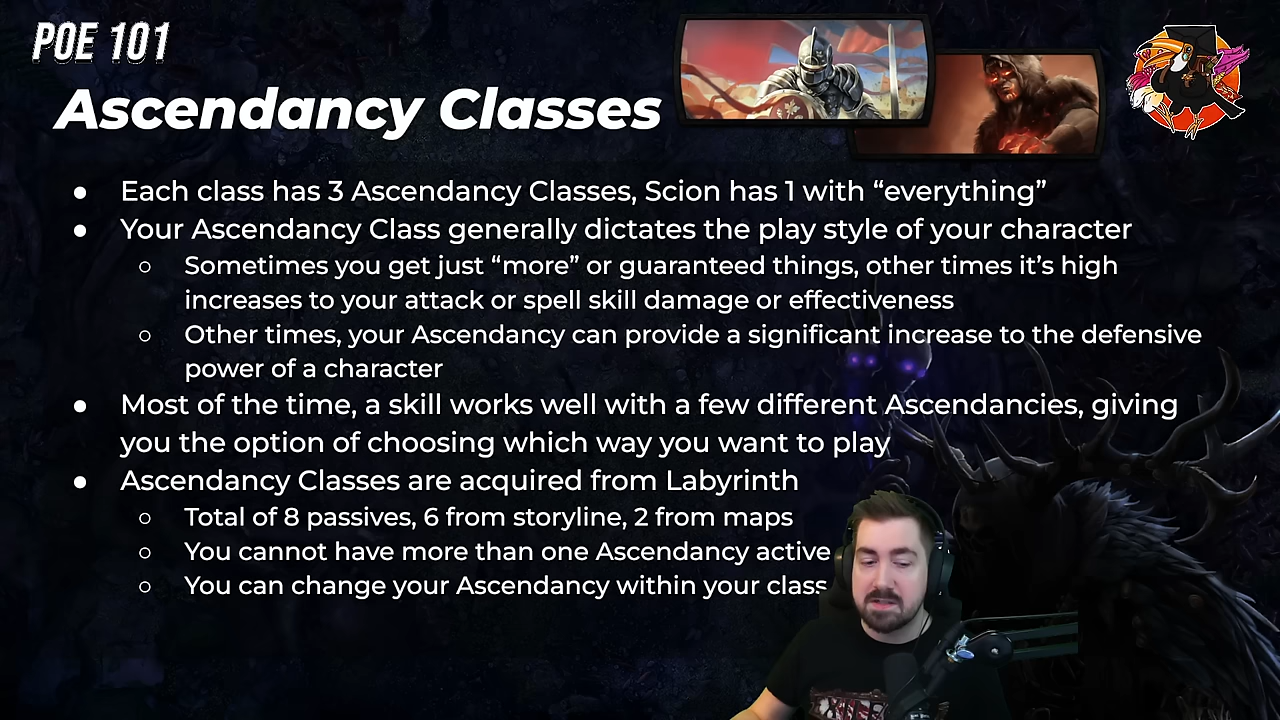 POE 101
Ascendancy Classes
● Each class has 3 Ascendancy Classes, Scion has 1 with “everything”
● Your Ascendancy Class generally dictates the play style of your character
○ Sometimes you get just “more” or guaranteed things, other times it’s high
increases to your attack or spell skill damage or effectiveness
○ Other times, your Ascendancy can provide a significant increase to the defensive
power of a character
● Most of the time, a skill works well with a few different Ascendancies, giving
you the option of choosing which way you want to play
● Ascendancy Classes are acquired from Labyrinth
○ Total of 8 passives, 6 from storyline, 2 from maps
○ You cannot have more than one Ascendancy active
○ You can change your Ascendancy within your class